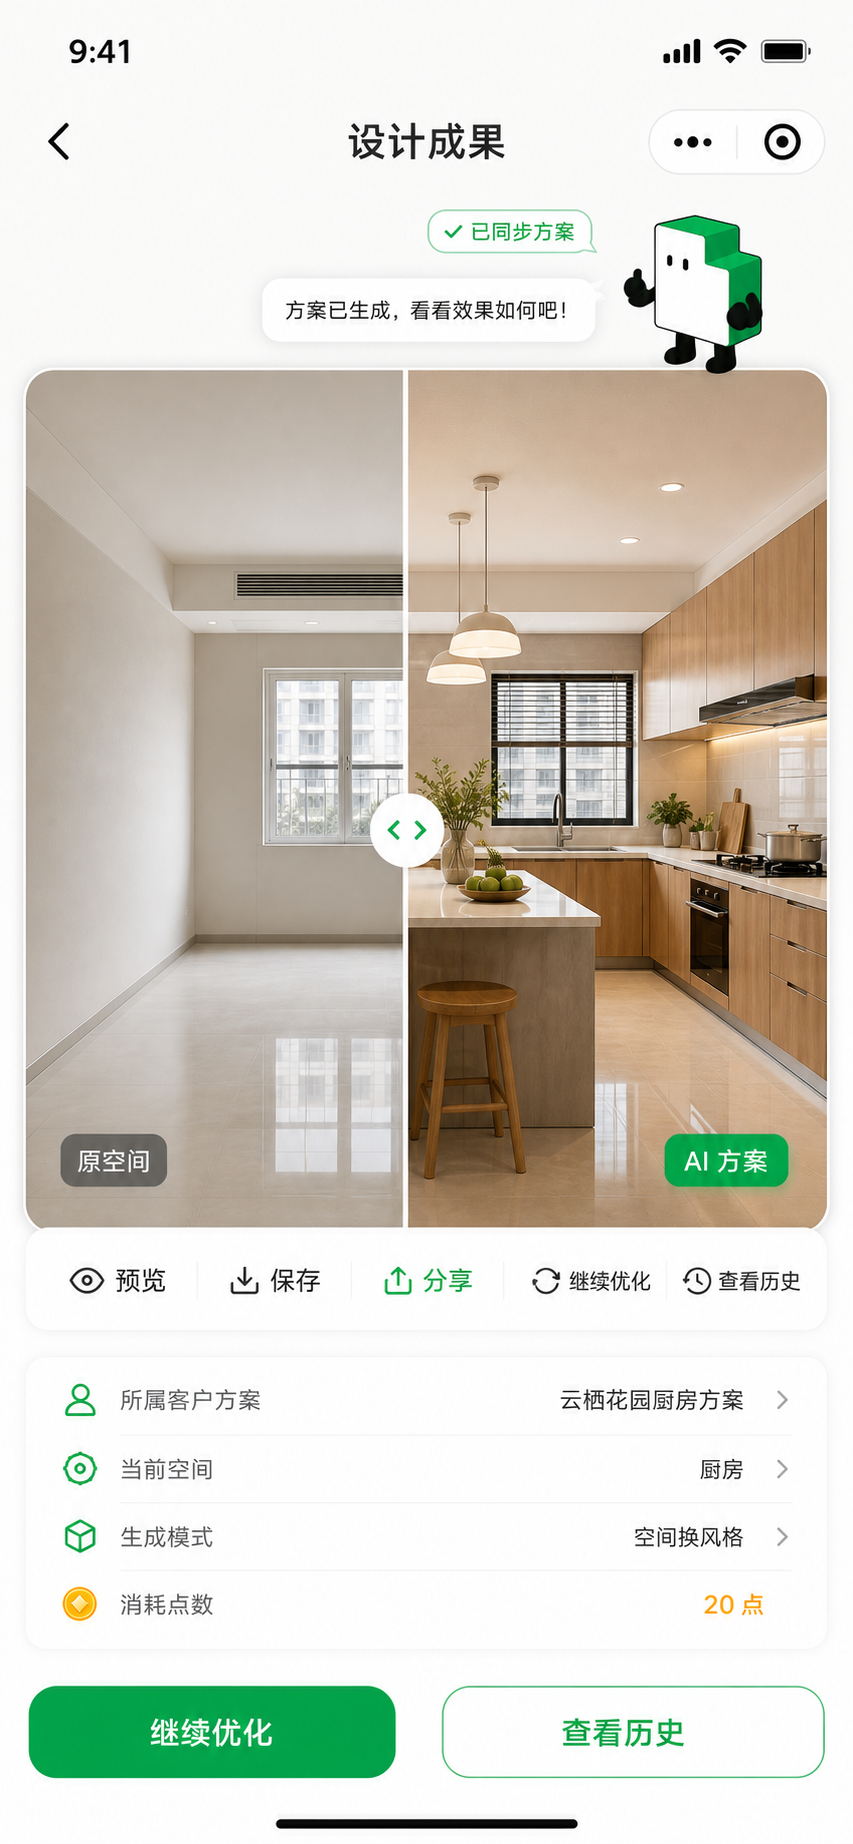 9:41
设计成果
已同步方案
方案已生成，看看效果如何吧！
原空间
AI 方案
预览
保存
分享
继续优化
查看历史
所属客户方案
云栖花园厨房方案
当前空间
厨房
生成模式
空间换风格
消耗点数
20 点
继续优化
查看历史